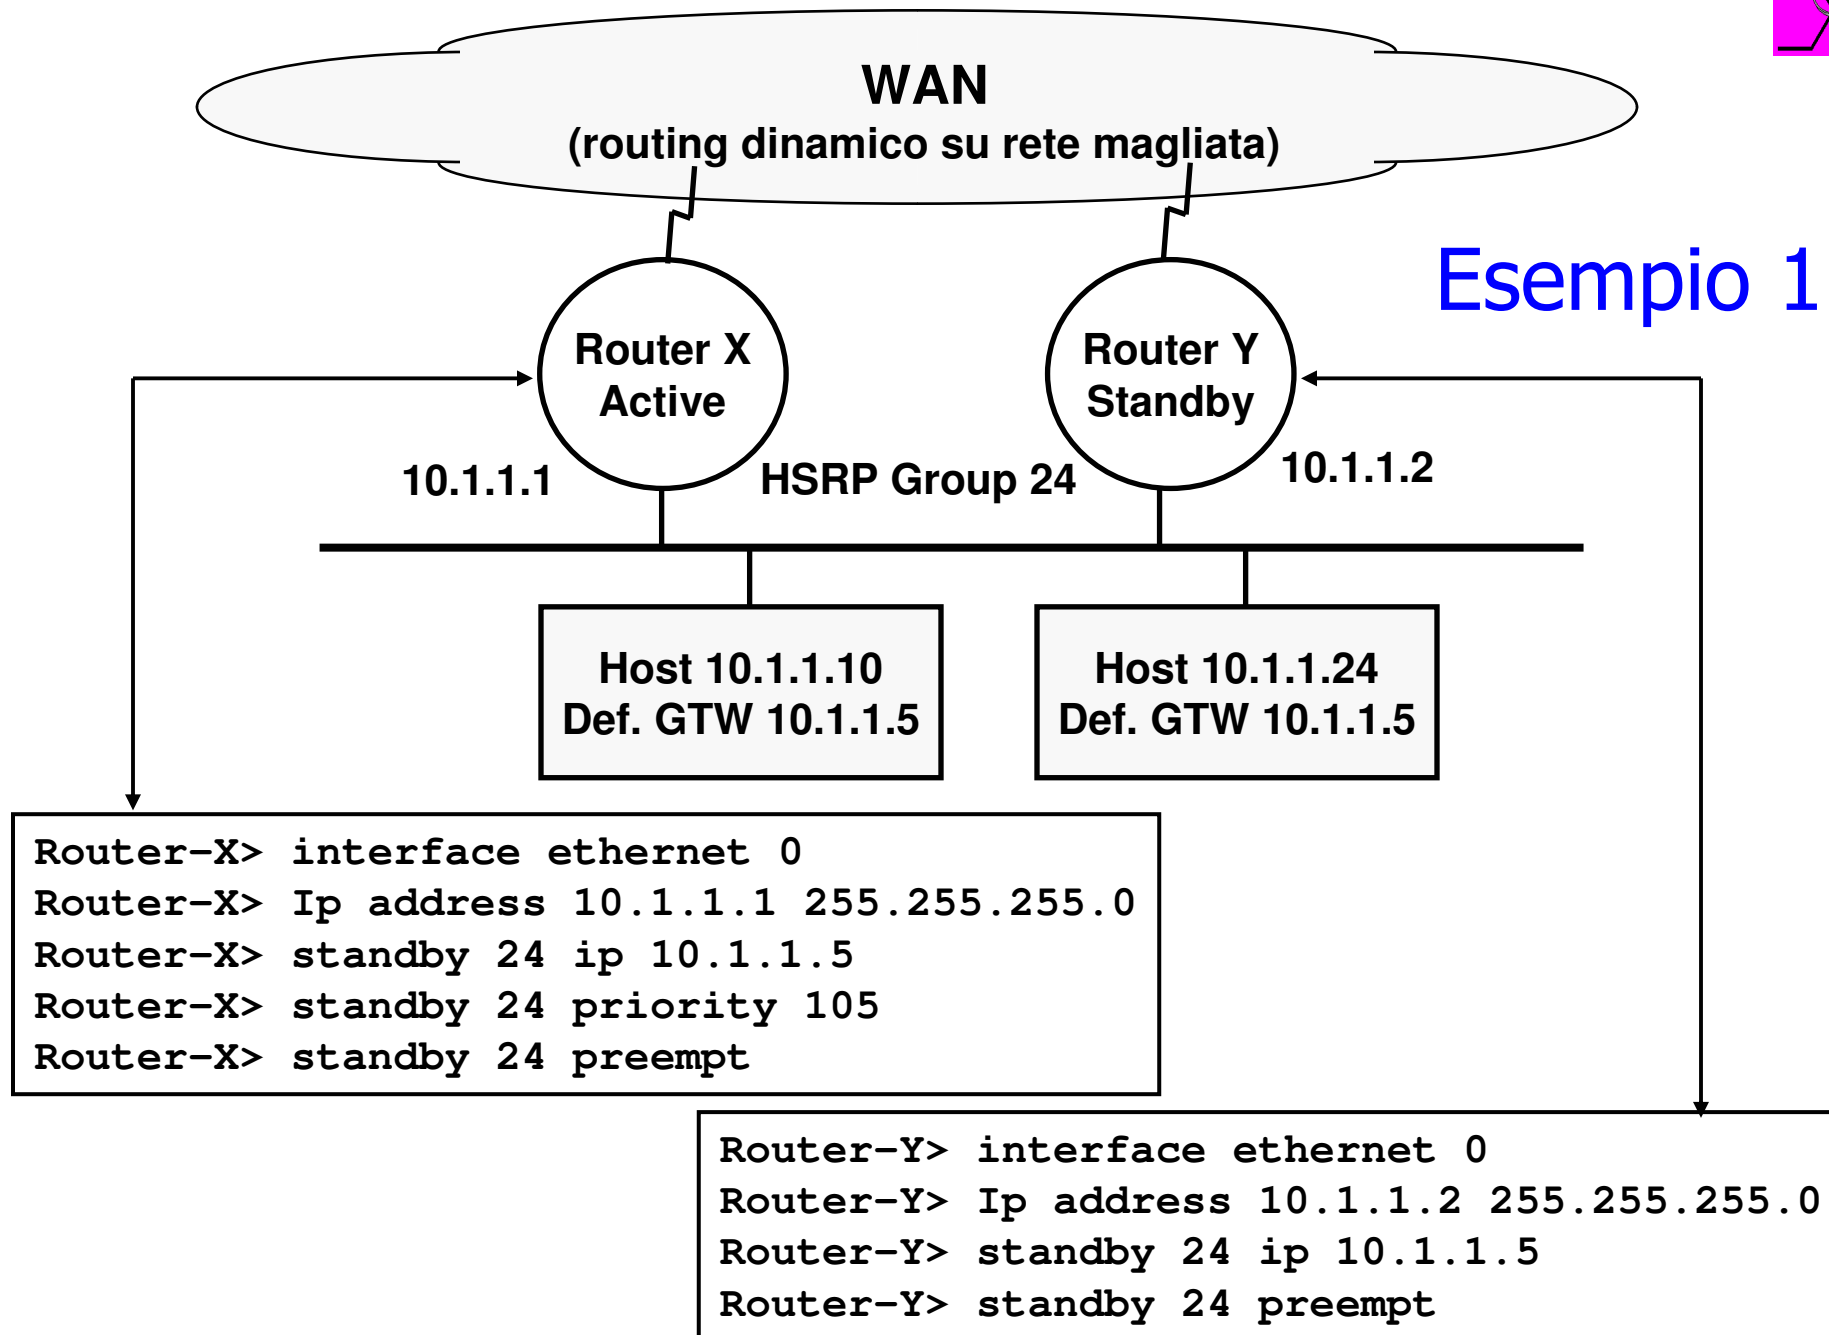 WAN
(routing dinamico su rete magliata)
Esempio 1
Router X
Active
Router Y
Standby
10.1.1.1
HSRP Group 24
10.1.1.2
Host 10.1.1.10
Def. GTW 10.1.1.5
Host 10.1.1.24
Def. GTW 10.1.1.5
Router-X> interface ethernet 0
Router-X> Ip address 10.1.1.1 255.255.255.0
Router-X> standby 24 ip 10.1.1.5
Router-X> standby 24 priority 105
Router-X> standby 24 preempt
Router-Y> interface ethernet 0
Router-Y> Ip address 10.1.1.2 255.255.255.0
Router-Y> standby 24 ip 10.1.1.5
Router-Y> standby 24 preempt